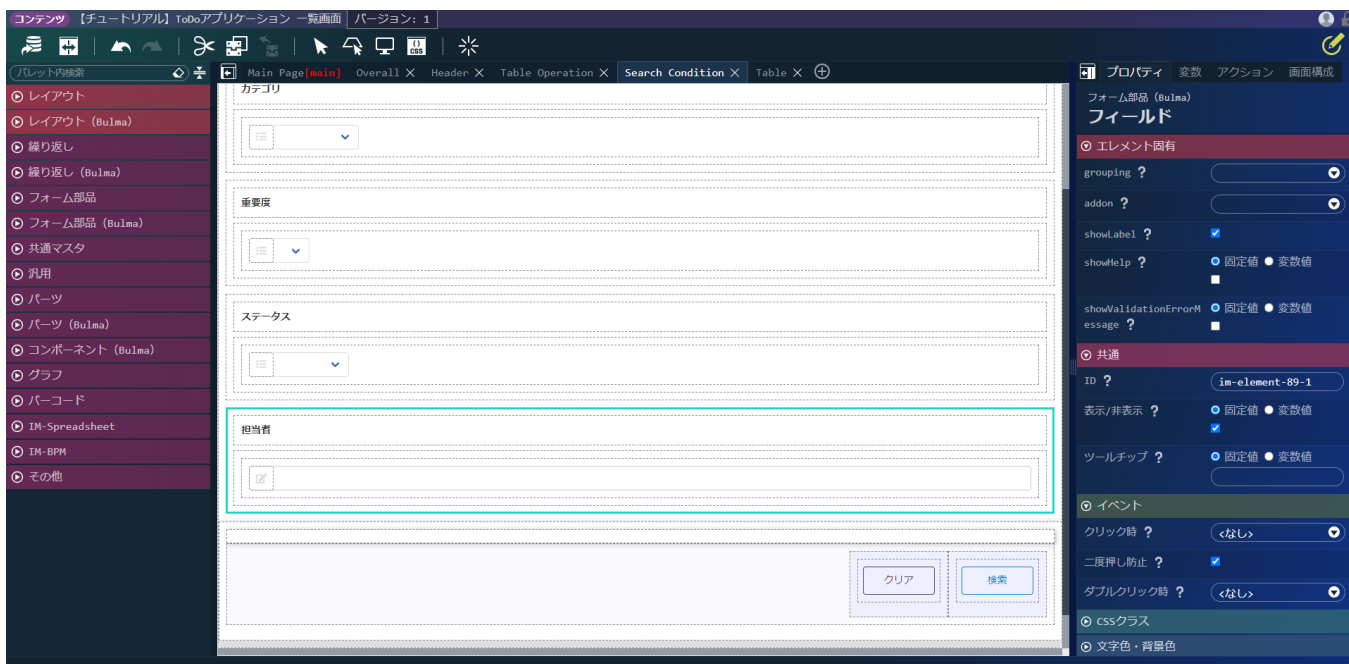 コンテンツ 【チュートリアル】ToDoアプリケーション 一覧画面 バージョン: 1
パレット内検索
Main Page[main] Overall Header Table Operation Search Condition Table
プロパティ 変数 アクション 画面構成
レイアウト
レイアウト (Bulma)
繰り返し
繰り返し (Bulma)
フォーム部品
フォーム部品 (Bulma)
共通マスタ
汎用
パーツ
パーツ (Bulma)
コンポーネント (Bulma)
グラフ
バーコード
IM-Spreadsheet
IM-BPM
その他
カテゴリ
重要度
ステータス
担当者
クリア 検索
フォーム部品 (Bulma)
フィールド
エレメント固有
grouping ?
addon ?
showLabel ?
showHelp ? 固定値 変数値
showValidationErrorM 固定値 変数値
essage ?
共通
ID ? im-element-89-1
表示/非表示 ? 固定値 変数値
ツールチップ ? 固定値 変数値
イベント
クリック時 ? <なし>
二度押し防止 ?
ダブルクリック時 ? <なし>
CSSクラス
文字色・背景色